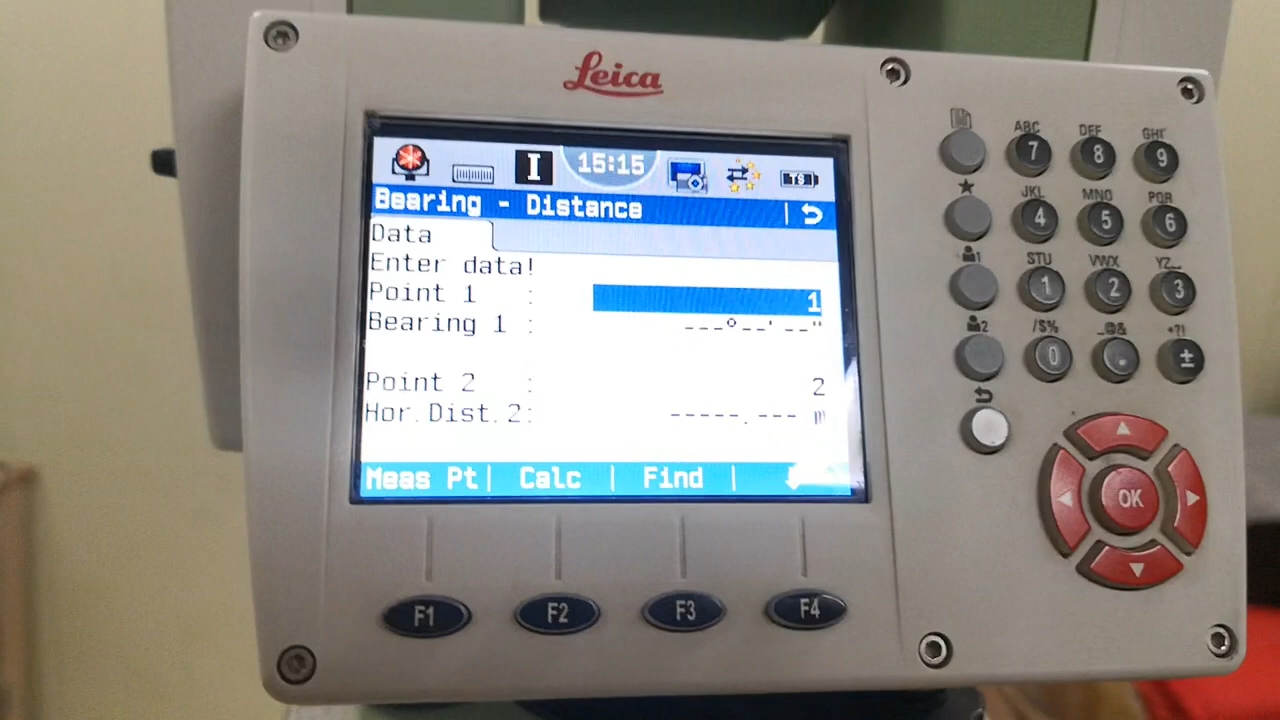 Leica
I 15:15
Bearing - Distance
Data
Enter data!
Point 1 : 1
Bearing 1 : ---°--'--"
Point 2 : 2
Hor.Dist.2: -----.--- m
Meas Pt| Calc | Find |
F1 F2 F3 F4
ABC DEF GHI
7 8 9
JKL MNO PQR
4 5 6
1 STU VWX YZ_
1 2 3
2 /$% _@& *?!
0 . ±
OK